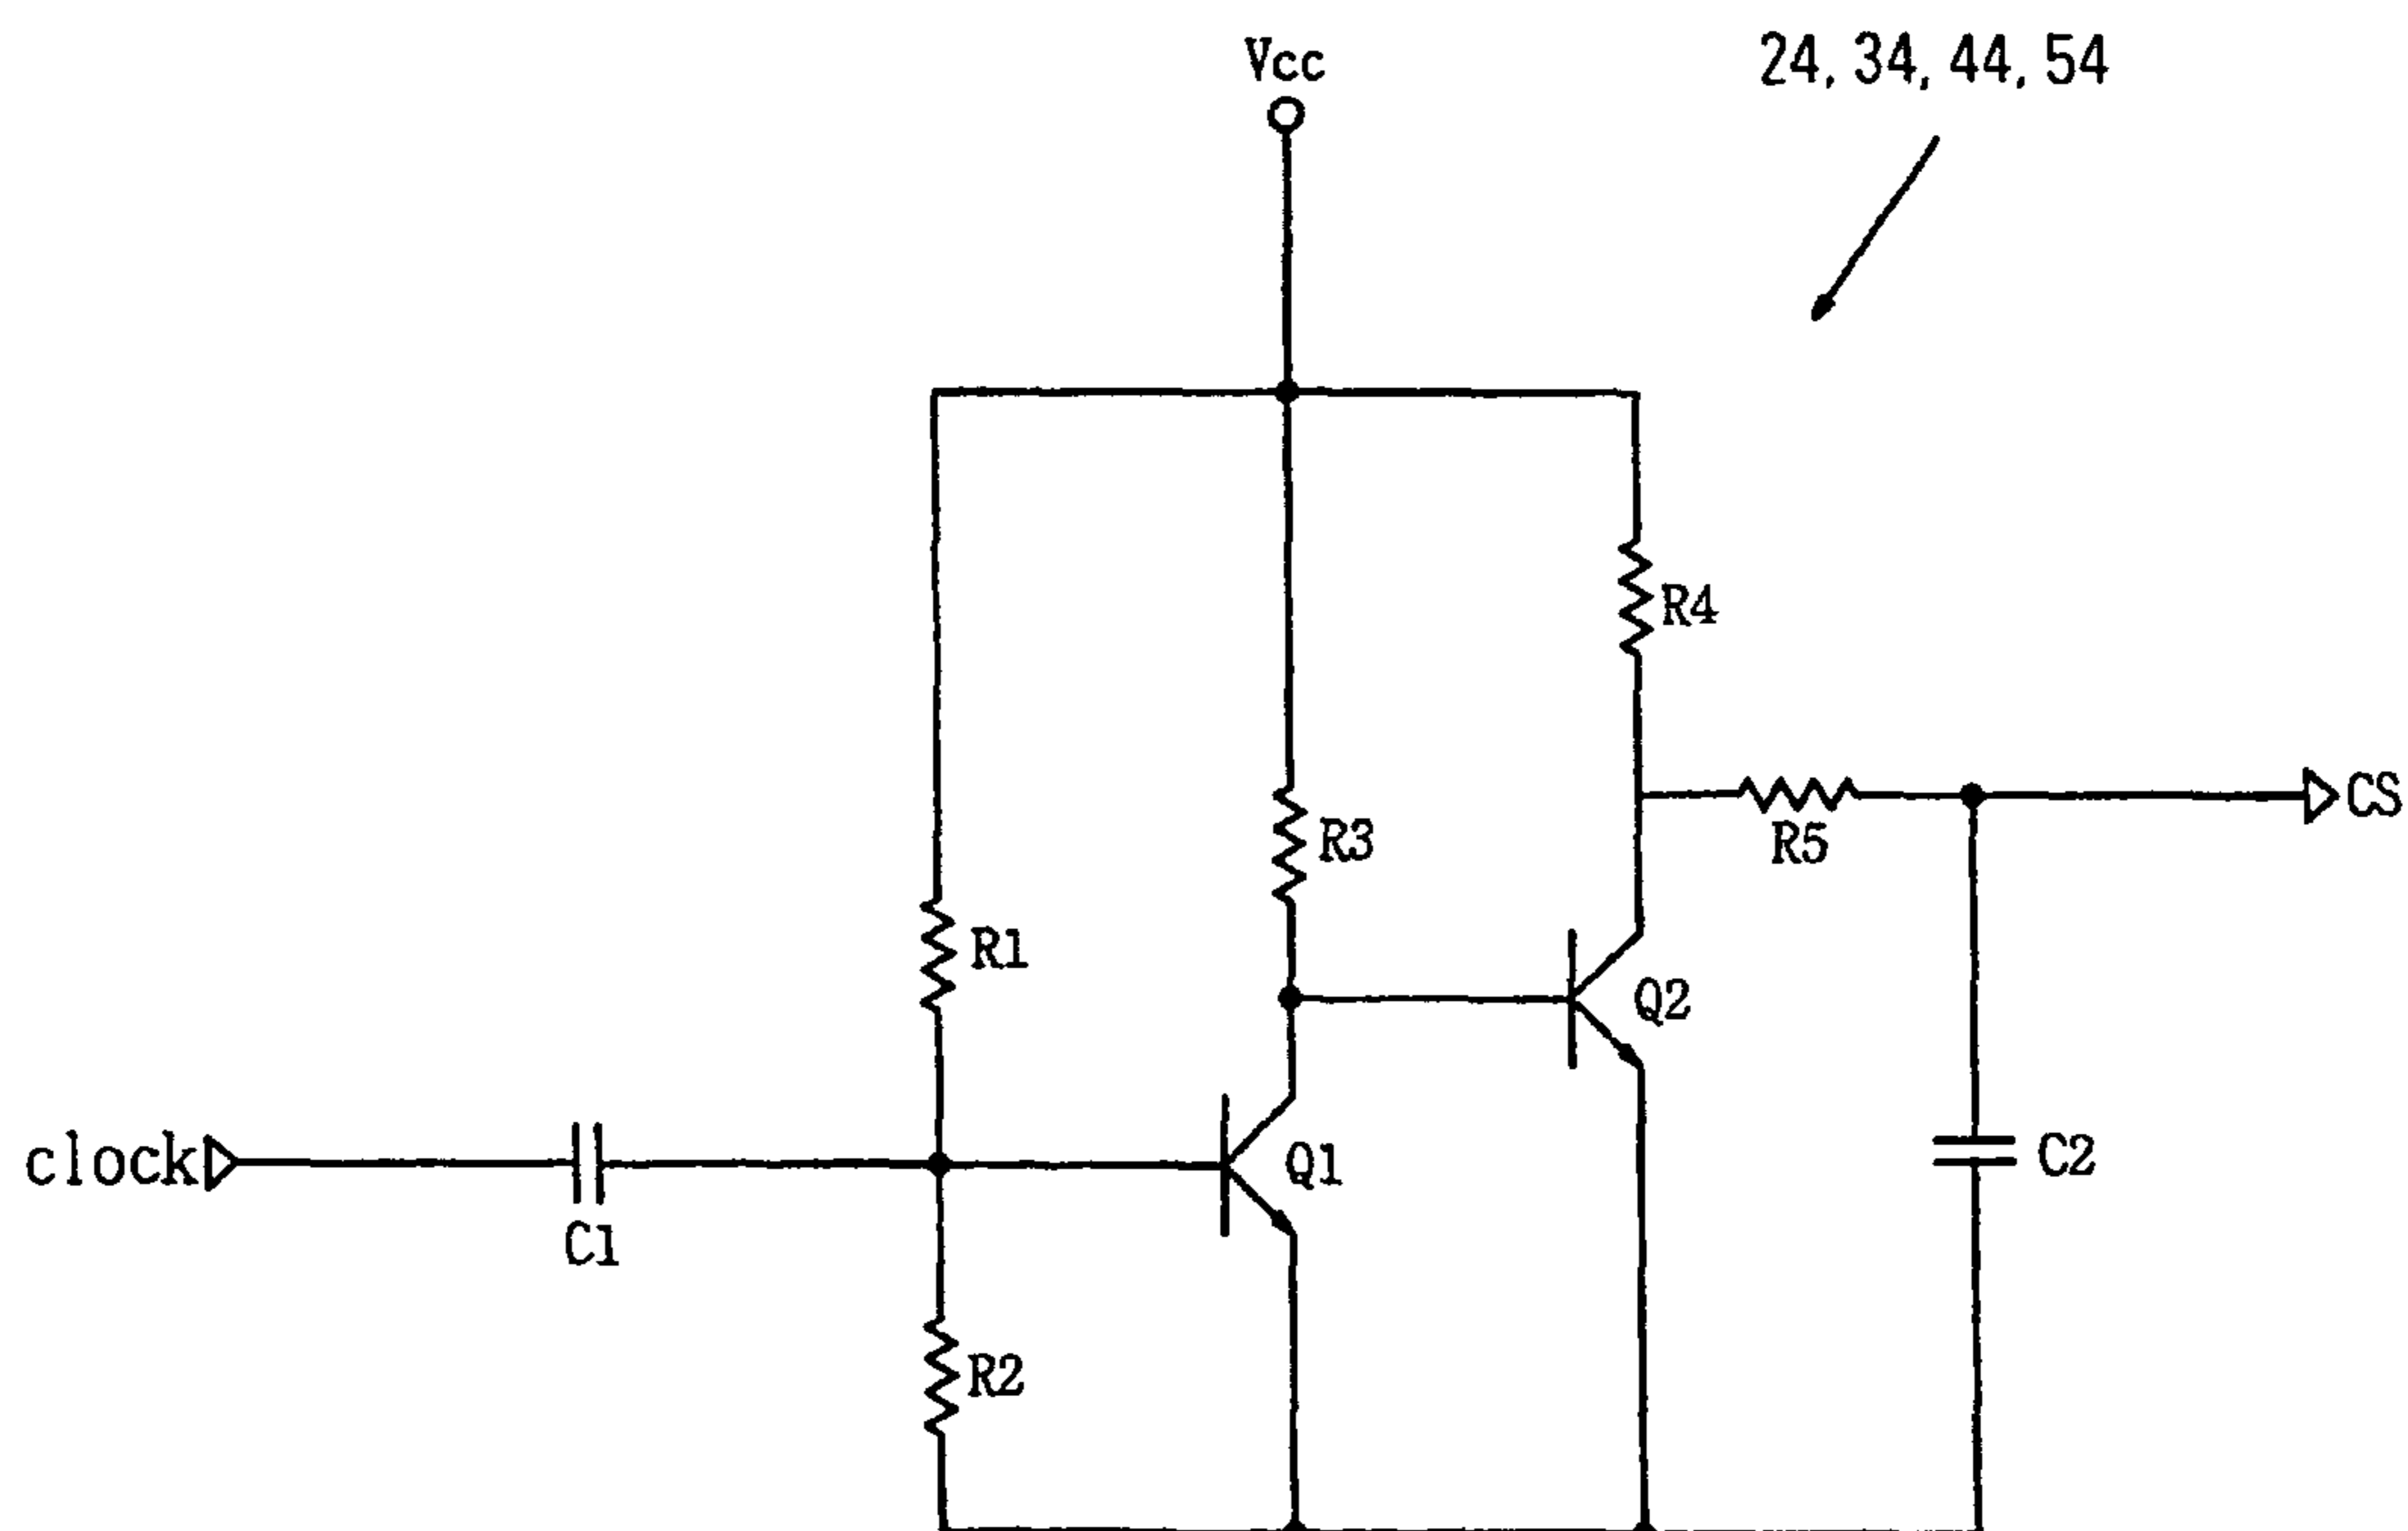 Vcc
24, 34, 44, 54
R4
CS
R3
R5
R1
Q2
clock
Q1
C2
C1
R2